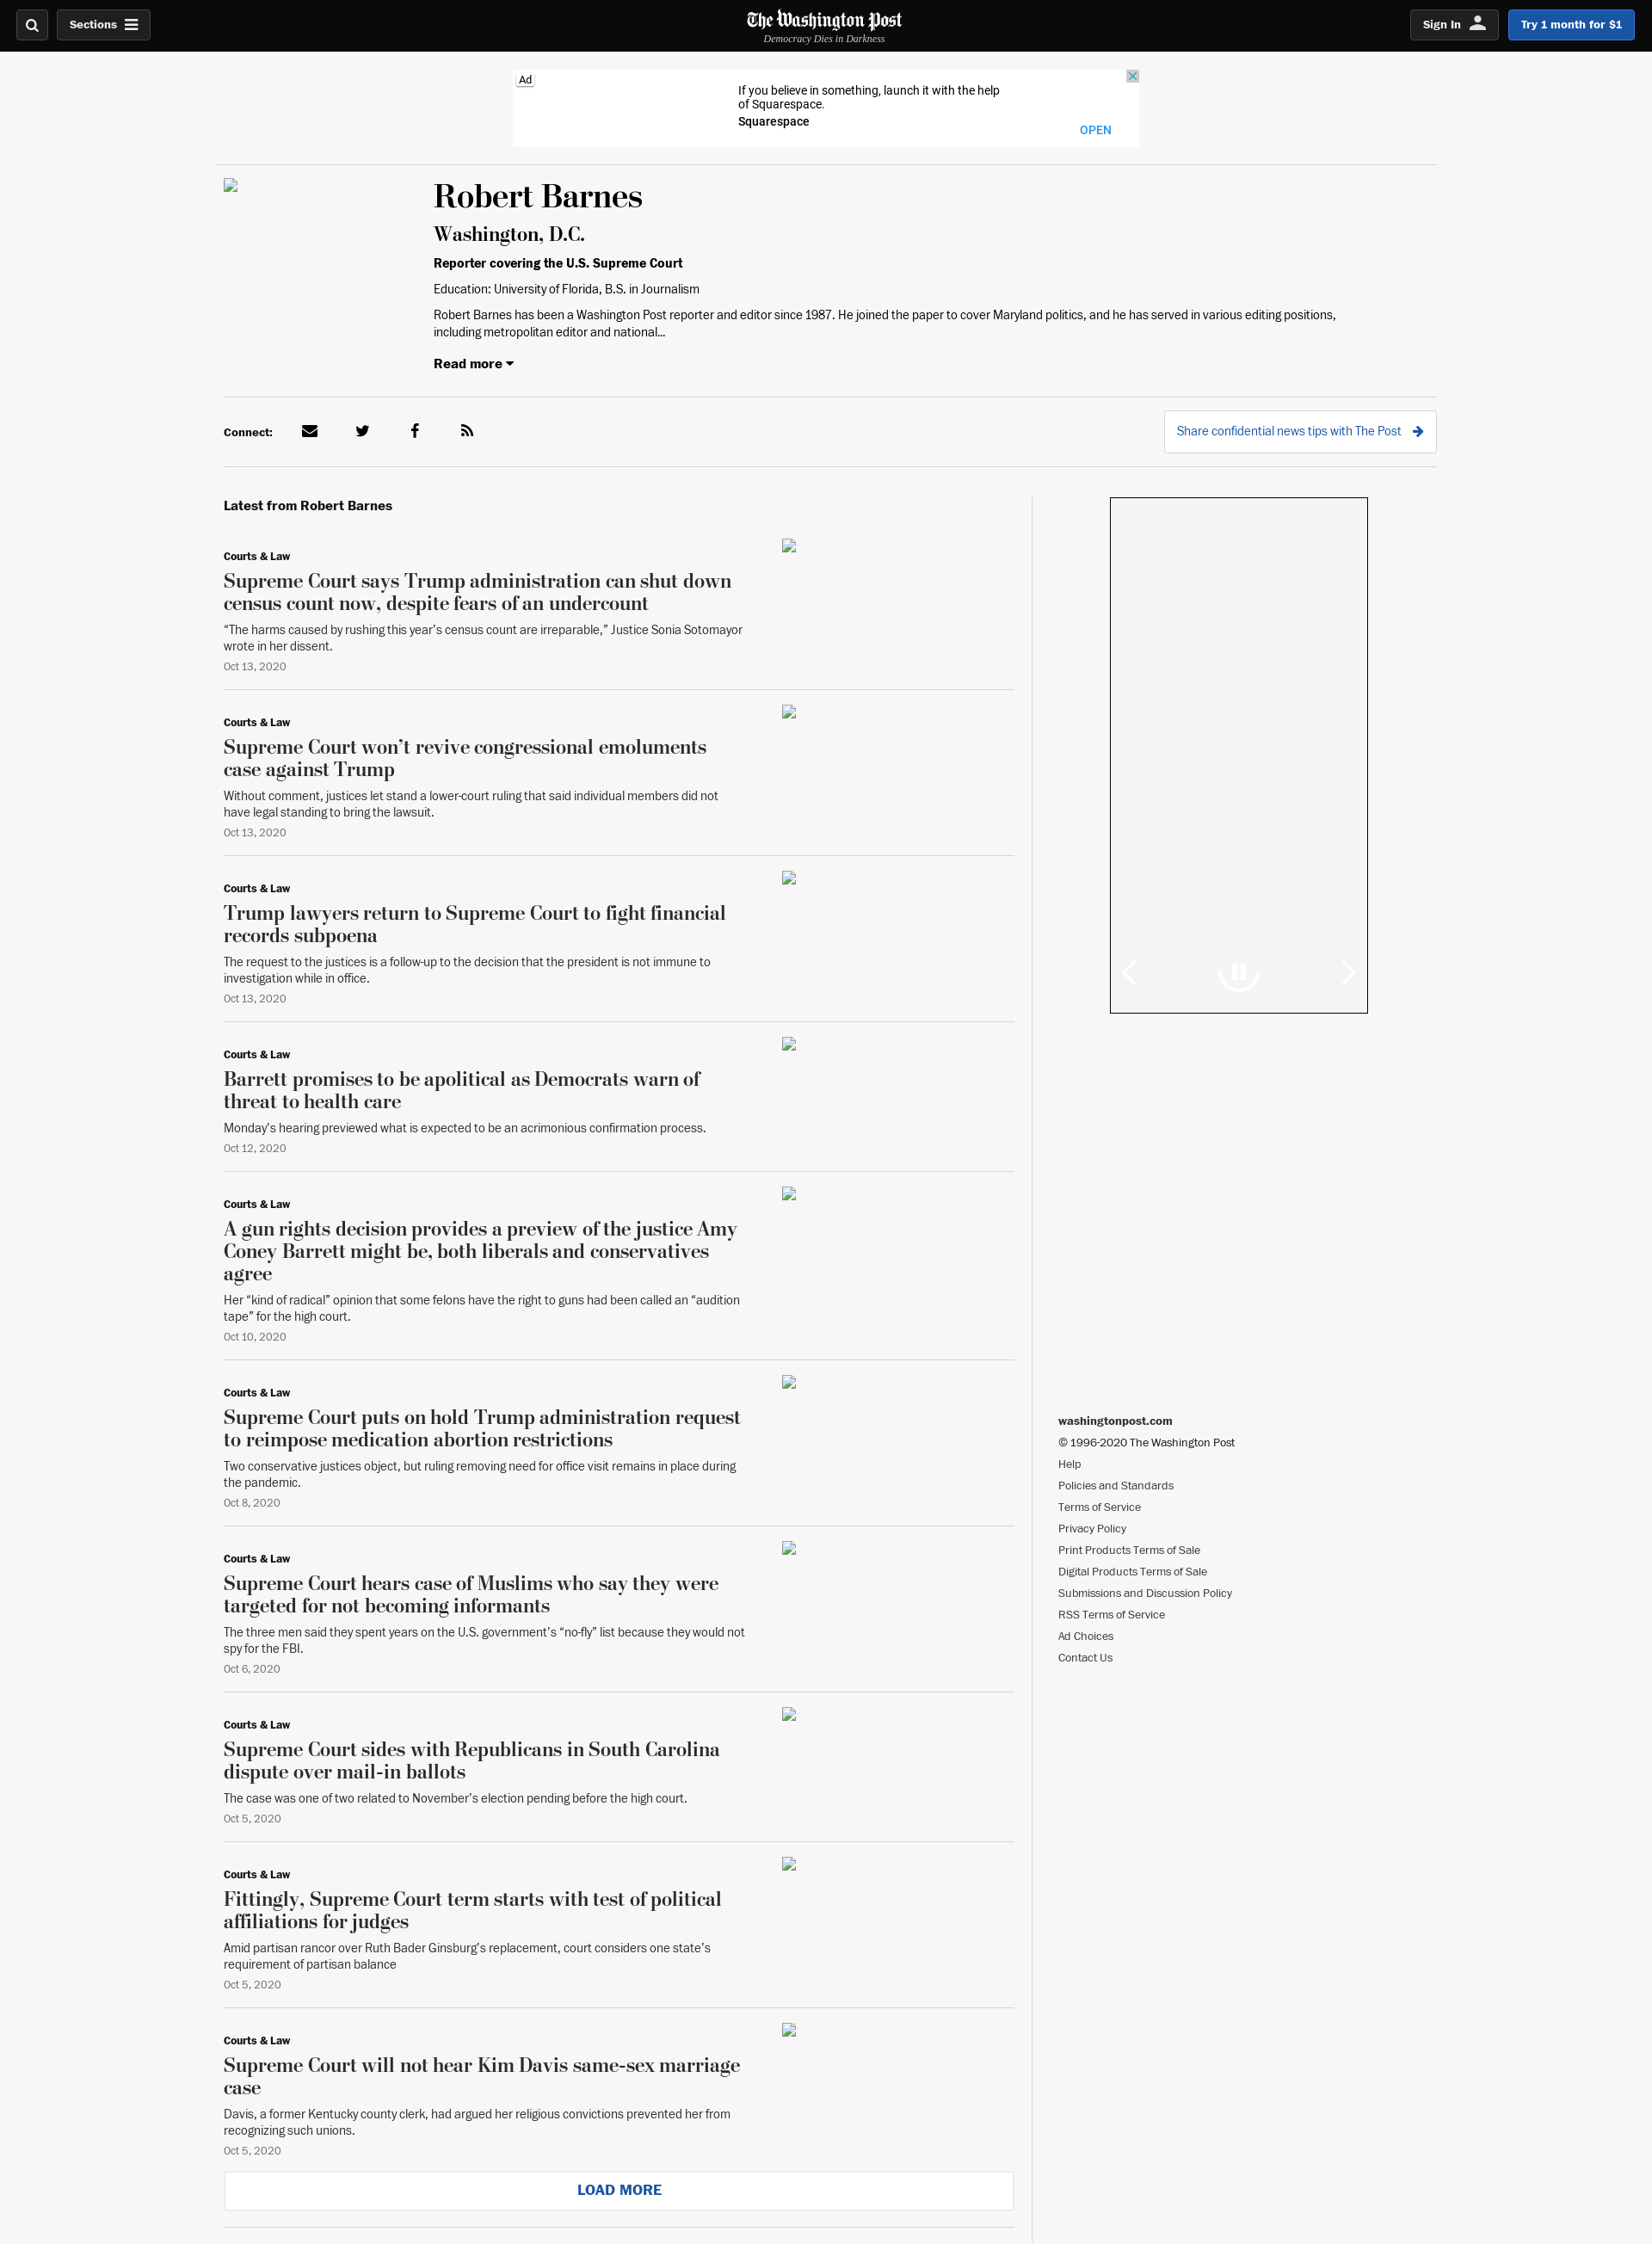 Sections
The Washington Post
Democracy Dies in Darkness
Sign In
Try 1 month for $1
Ad
If you believe in something, launch it with the help
of Squarespace.
Squarespace
OPEN
Robert Barnes
Washington, D.C.
Reporter covering the U.S. Supreme Court
Education: University of Florida, B.S. in Journalism
Robert Barnes has been a Washington Post reporter and editor since 1987. He joined the paper to cover Maryland politics, and he has served in various editing positions,
including metropolitan editor and national...
Read more
Connect:
Share confidential news tips with The Post
Latest from Robert Barnes
Courts & Law
Supreme Court says Trump administration can shut down
census count now, despite fears of an undercount
“The harms caused by rushing this year’s census count are irreparable,” Justice Sonia Sotomayor
wrote in her dissent.
Oct 13, 2020
Courts & Law
Supreme Court won’t revive congressional emoluments
case against Trump
Without comment, justices let stand a lower-court ruling that said individual members did not
have legal standing to bring the lawsuit.
Oct 13, 2020
Courts & Law
Trump lawyers return to Supreme Court to fight financial
records subpoena
The request to the justices is a follow-up to the decision that the president is not immune to
investigation while in office.
Oct 13, 2020
Courts & Law
Barrett promises to be apolitical as Democrats warn of
threat to health care
Monday’s hearing previewed what is expected to be an acrimonious confirmation process.
Oct 12, 2020
Courts & Law
A gun rights decision provides a preview of the justice Amy
Coney Barrett might be, both liberals and conservatives
agree
Her “kind of radical” opinion that some felons have the right to guns had been called an “audition
tape” for the high court.
Oct 10, 2020
Courts & Law
Supreme Court puts on hold Trump administration request
to reimpose medication abortion restrictions
Two conservative justices object, but ruling removing need for office visit remains in place during
the pandemic.
Oct 8, 2020
Courts & Law
Supreme Court hears case of Muslims who say they were
targeted for not becoming informants
The three men said they spent years on the U.S. government’s “no-fly” list because they would not
spy for the FBI.
Oct 6, 2020
Courts & Law
Supreme Court sides with Republicans in South Carolina
dispute over mail-in ballots
The case was one of two related to November’s election pending before the high court.
Oct 5, 2020
Courts & Law
Fittingly, Supreme Court term starts with test of political
affiliations for judges
Amid partisan rancor over Ruth Bader Ginsburg’s replacement, court considers one state’s
requirement of partisan balance
Oct 5, 2020
Courts & Law
Supreme Court will not hear Kim Davis same-sex marriage
case
Davis, a former Kentucky county clerk, had argued her religious convictions prevented her from
recognizing such unions.
Oct 5, 2020
LOAD MORE
washingtonpost.com
© 1996-2020 The Washington Post
Help
Policies and Standards
Terms of Service
Privacy Policy
Print Products Terms of Sale
Digital Products Terms of Sale
Submissions and Discussion Policy
RSS Terms of Service
Ad Choices
Contact Us